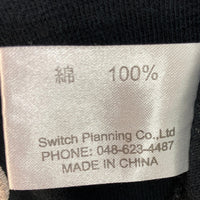 綿 100%
Switch Planning Co.,Ltd
PHONE: 048-623-4487
MADE IN CHINA